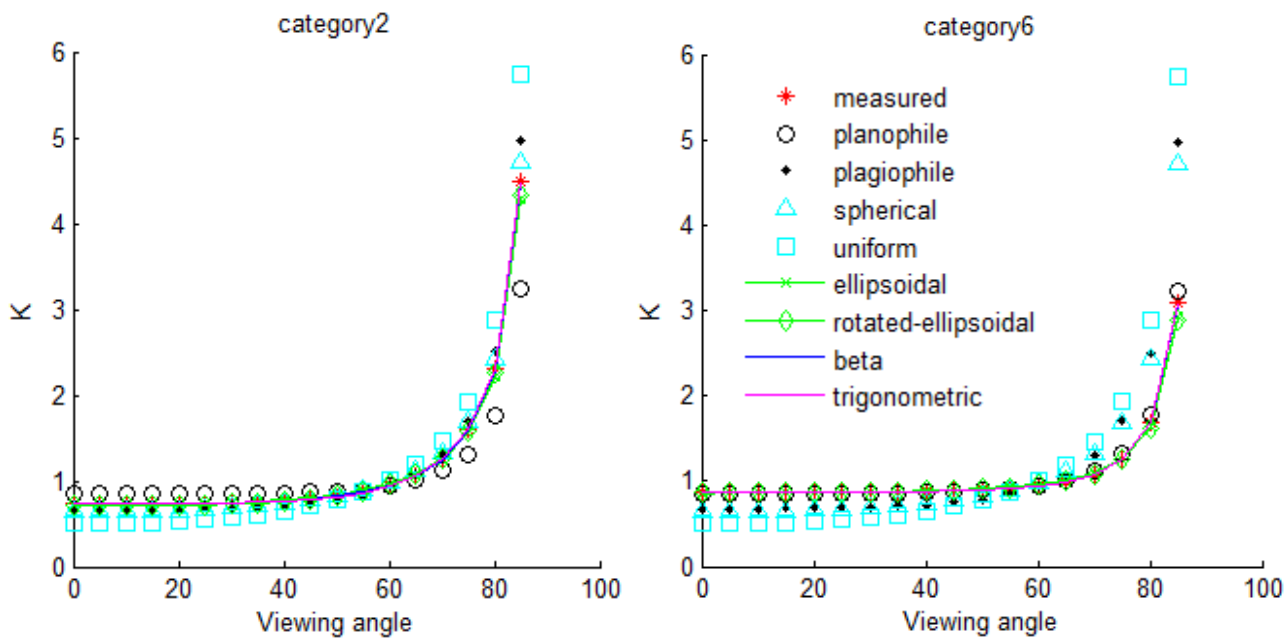 category2
6
5
4
3
2
1
0
K
0 20 40 60 80 100
Viewing angle
category6
6
5
4
3
2
1
0
K
measured
planophile
plagiophile
spherical
uniform
ellipsoidal
rotated-ellipsoidal
beta
trigonometric
0 20 40 60 80 100
Viewing angle